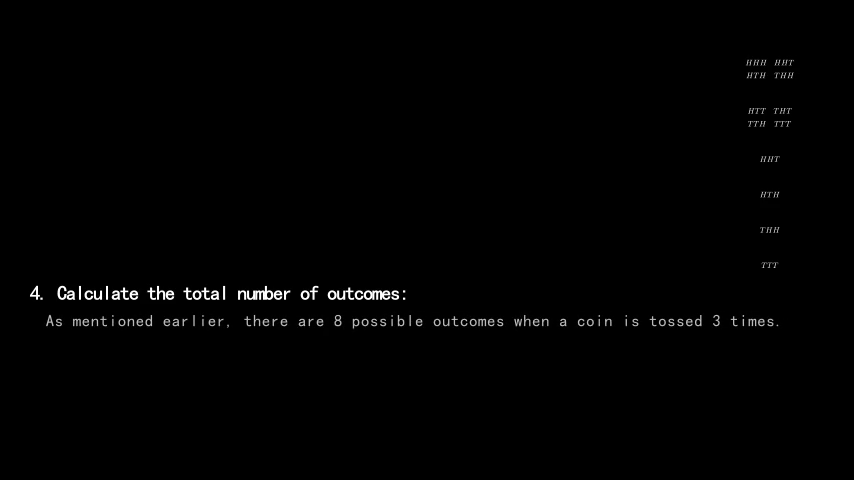 HHH HHT
HTH THH
HTT THT
TTH TTT
HHT
HTH
THH
TTT
4. Calculate the total number of outcomes:
As mentioned earlier, there are 8 possible outcomes when a coin is tossed 3 times.